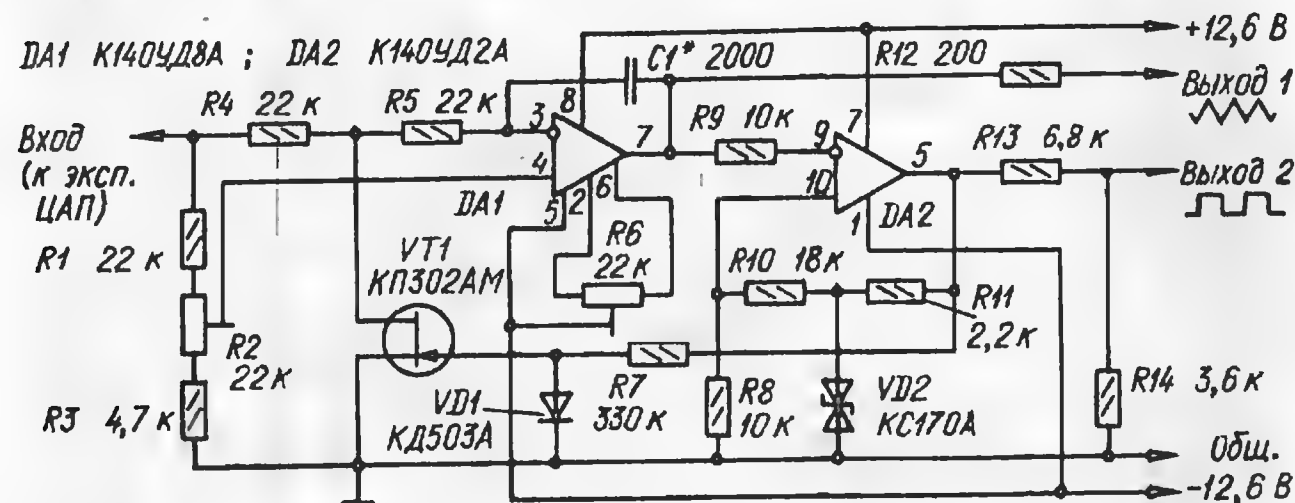 DA1 К140УД8А ; DA2 К140УД2А
+12,6 В
C1* 2000
R12 200
Выход 1
R4 22 к
R5 22 к
R9 10к
R13 6,8 к
Вход
(к эксп.
ЦАП)
Выход 2
3
8
4
7
5
2
6
DA1
9
7
10
5
1
DA2
R1 22 к
VT1
КП302АМ
R6
22 к
R10 18к
R11
2,2 к
R2
22к
R3 4,7 к
VD1
КД503А
R7
330 к
R8
10 к
VD2
КС170А
R14 3,6 к
Общ.
-12,6 В